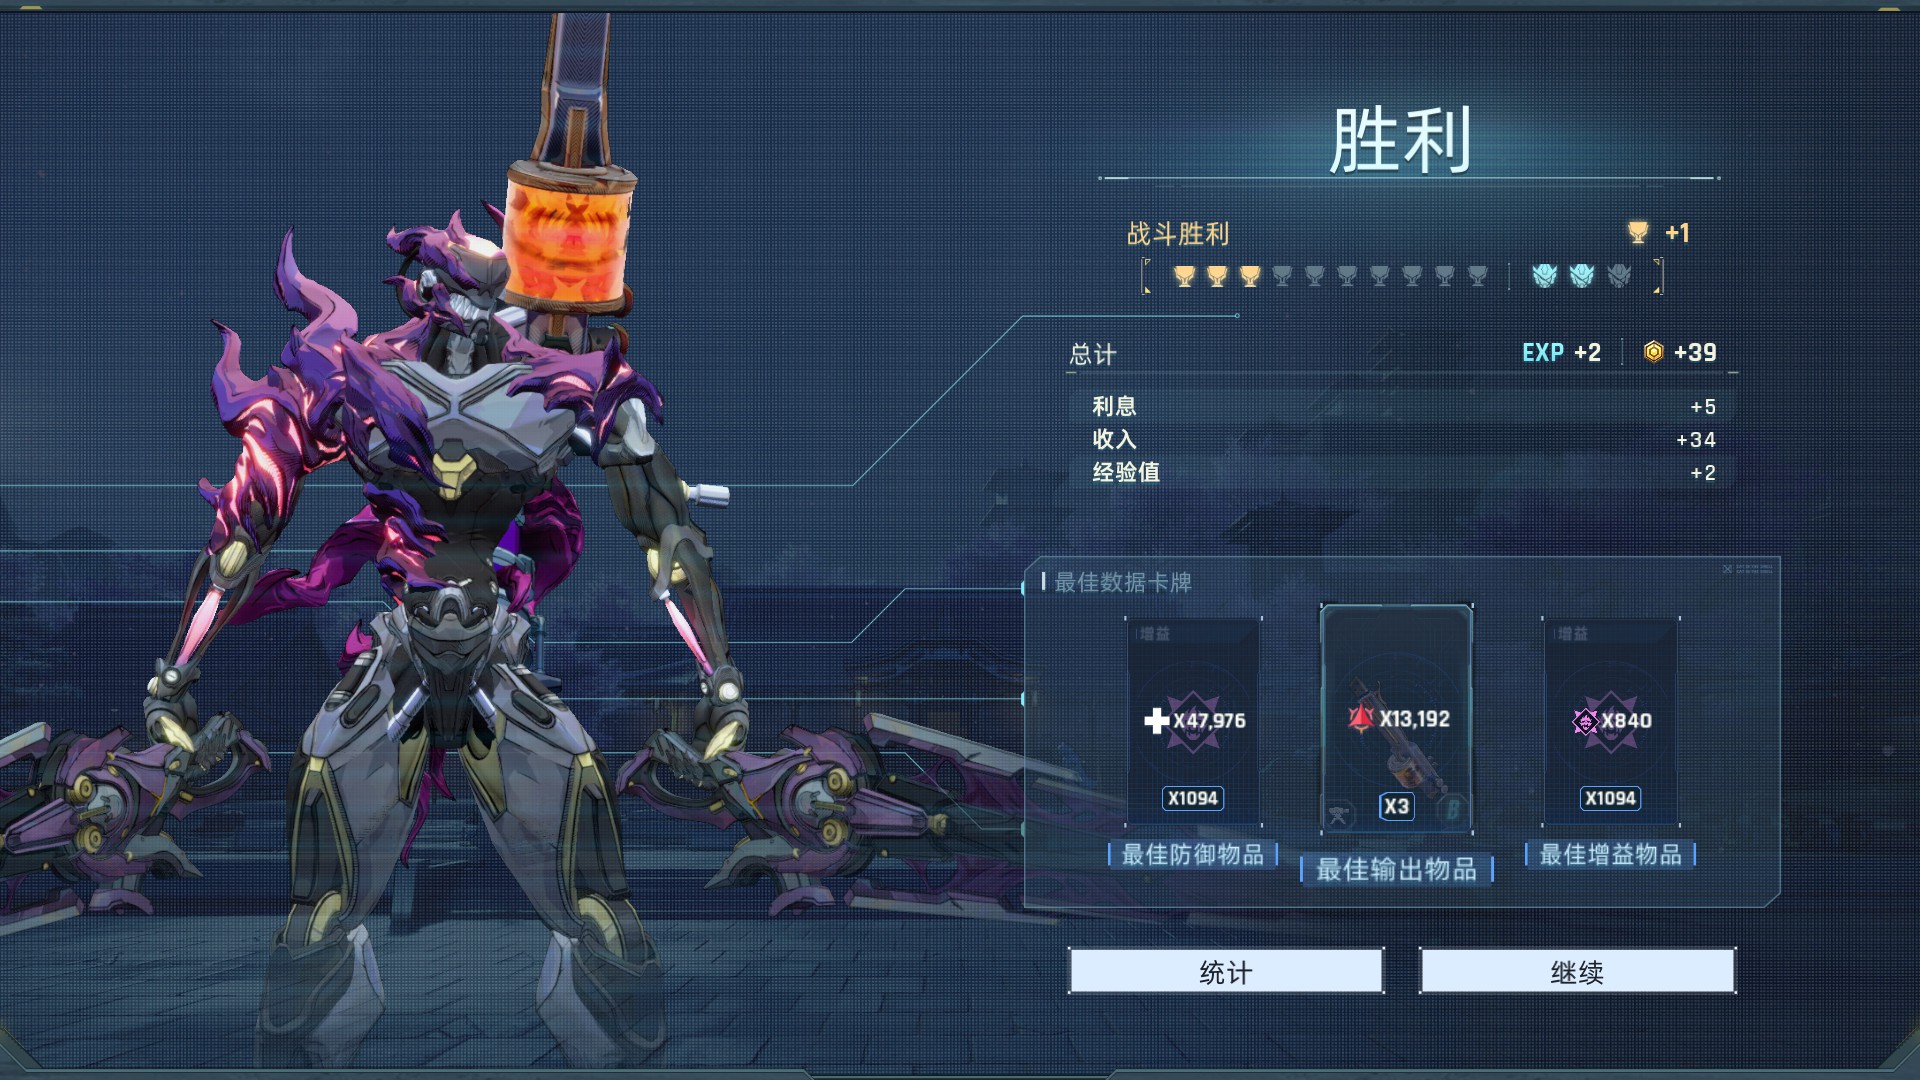 胜利
战斗胜利 +1
总计 EXP +2 +39
利息 +5
收入 +34
经验值 +2
最佳数据卡牌
增益
X47,976
X1094
最佳防御物品
X13,192
X3
B
最佳输出物品
增益
X840
X1094
最佳增益物品
统计
继续